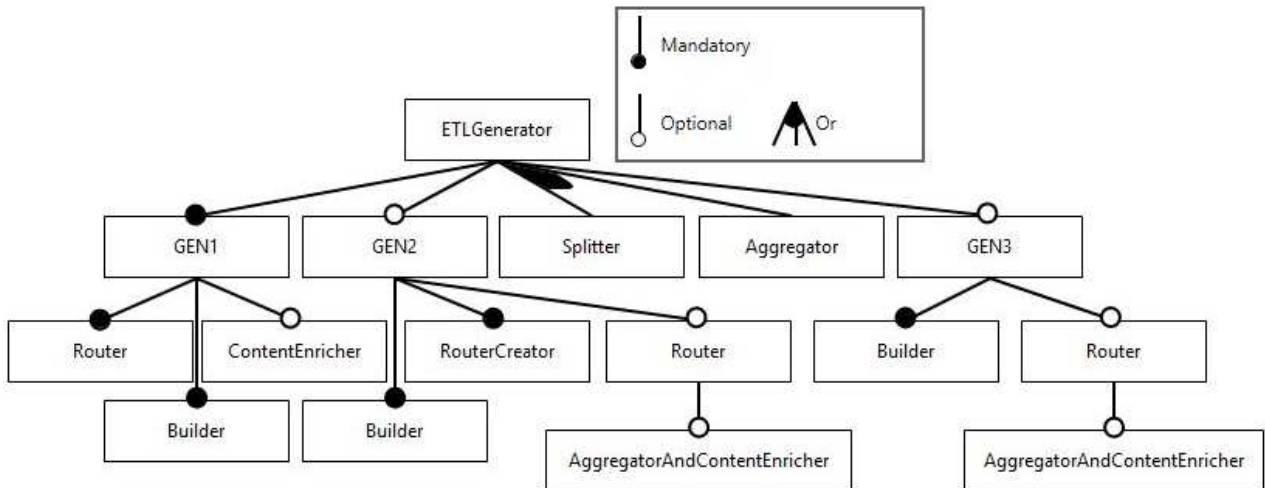 Mandatory
Optional
Or
ETLGenerator
GEN1
GEN2
Splitter
Aggregator
GEN3
Router
ContentEnricher
RouterCreator
Router
Builder
Router
Builder
Builder
AggregatorAndContentEnricher
AggregatorAndContentEnricher